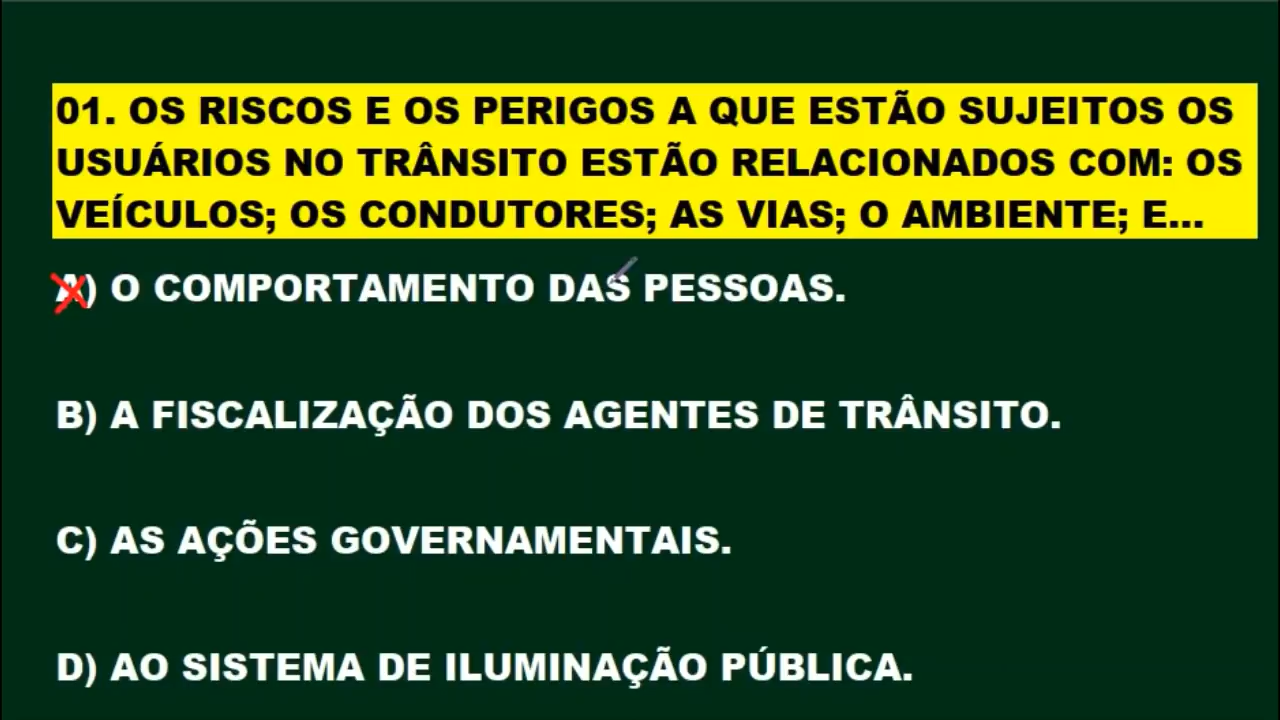 01. OS RISCOS E OS PERIGOS A QUE ESTÃO SUJEITOS OS
USUÁRIOS NO TRÂNSITO ESTÃO RELACIONADOS COM: OS
VEÍCULOS; OS CONDUTORES; AS VIAS; O AMBIENTE; E...
A) O COMPORTAMENTO DAS PESSOAS.
B) A FISCALIZAÇÃO DOS AGENTES DE TRÂNSITO.
C) AS AÇÕES GOVERNAMENTAIS.
D) AO SISTEMA DE ILUMINAÇÃO PÚBLICA.